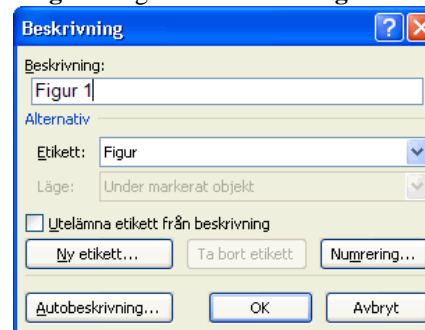 Beskrivning
Beskrivning:
Figur 1
Alternativ
Etikett: Figur
Läge: Under markerat objekt
Utelämna etikett från beskrivning
Ny etikett... Ta bort etikett Numrering...
Autobeskrivning... OK Avbryt